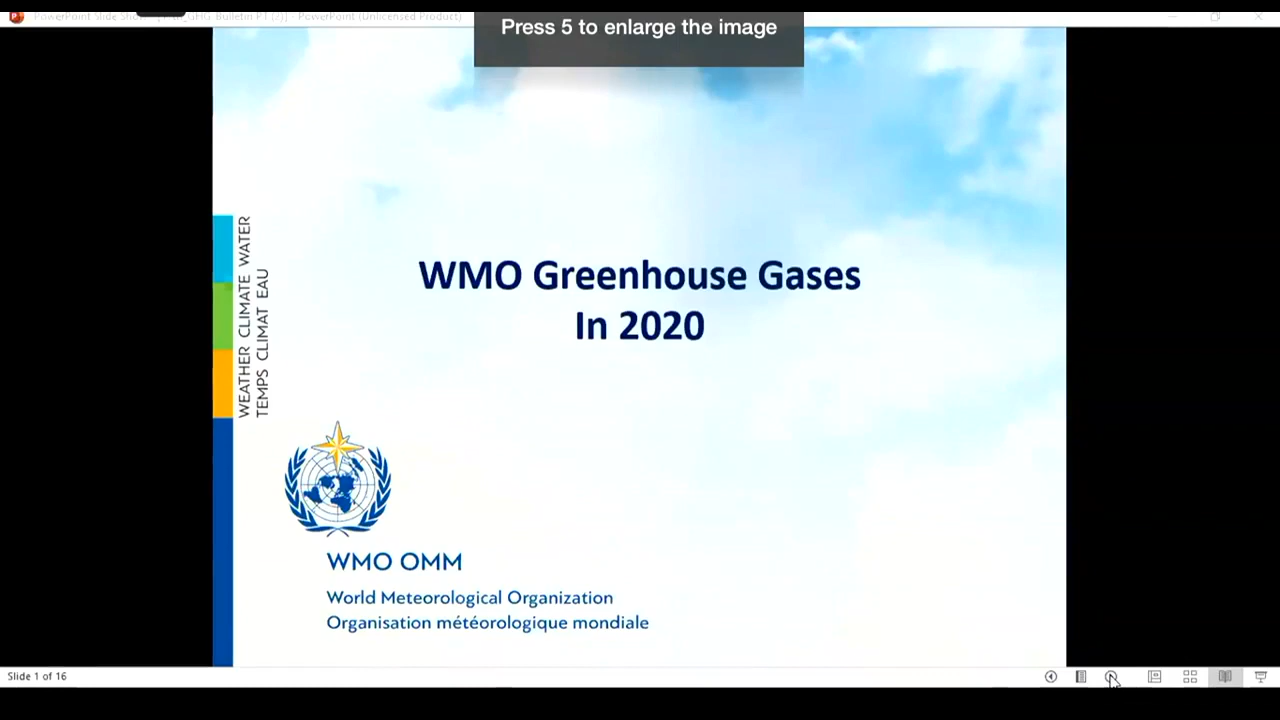 Press 5 to enlarge the image
WMO Greenhouse Gases
In 2020
WEATHER CLIMATE WATER
TEMPS CLIMAT EAU
WMO OMM
World Meteorological Organization
Organisation météorologique mondiale
Slide 1 of 16